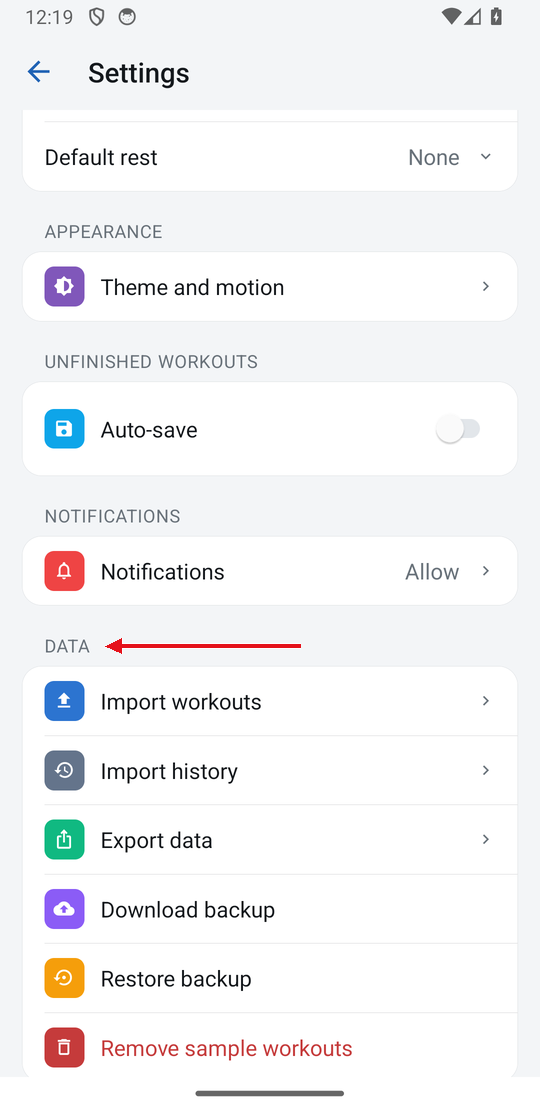 12:19
Settings
Default rest
None
APPEARANCE
Theme and motion
UNFINISHED WORKOUTS
Auto-save
NOTIFICATIONS
Notifications
Allow
DATA
Import workouts
Import history
Export data
Download backup
Restore backup
Remove sample workouts